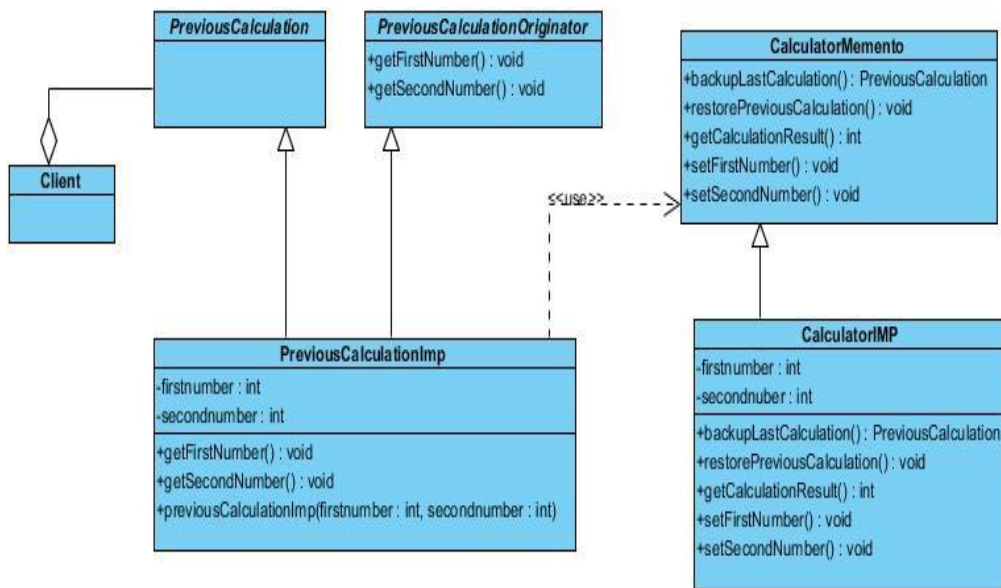 PreviousCalculation
PreviousCalculationOriginator
+getFirstNumber() : void
+getSecondNumber() : void
CalculatorMemento
+backupLastCalculation() : PreviousCalculation
+restorePreviousCalculation() : void
+getCalculationResult() : int
+setFirstNumber() : void
+setSecondNumber() : void
Client
<<use>>
PreviousCalculationImp
-firstnumber : int
-secondnumber : int
+getFirstNumber() : void
+getSecondNumber() : void
+previousCalculationImp(firstnumber : int, secondnumber : int)
CalculatorIMP
-firstnumber : int
-secondnuber : int
+backupLastCalculation() : PreviousCalculation
+restorePreviousCalculation() : void
+getCalculationResult() : int
+setFirstNumber() : void
+setSecondNumber() : void